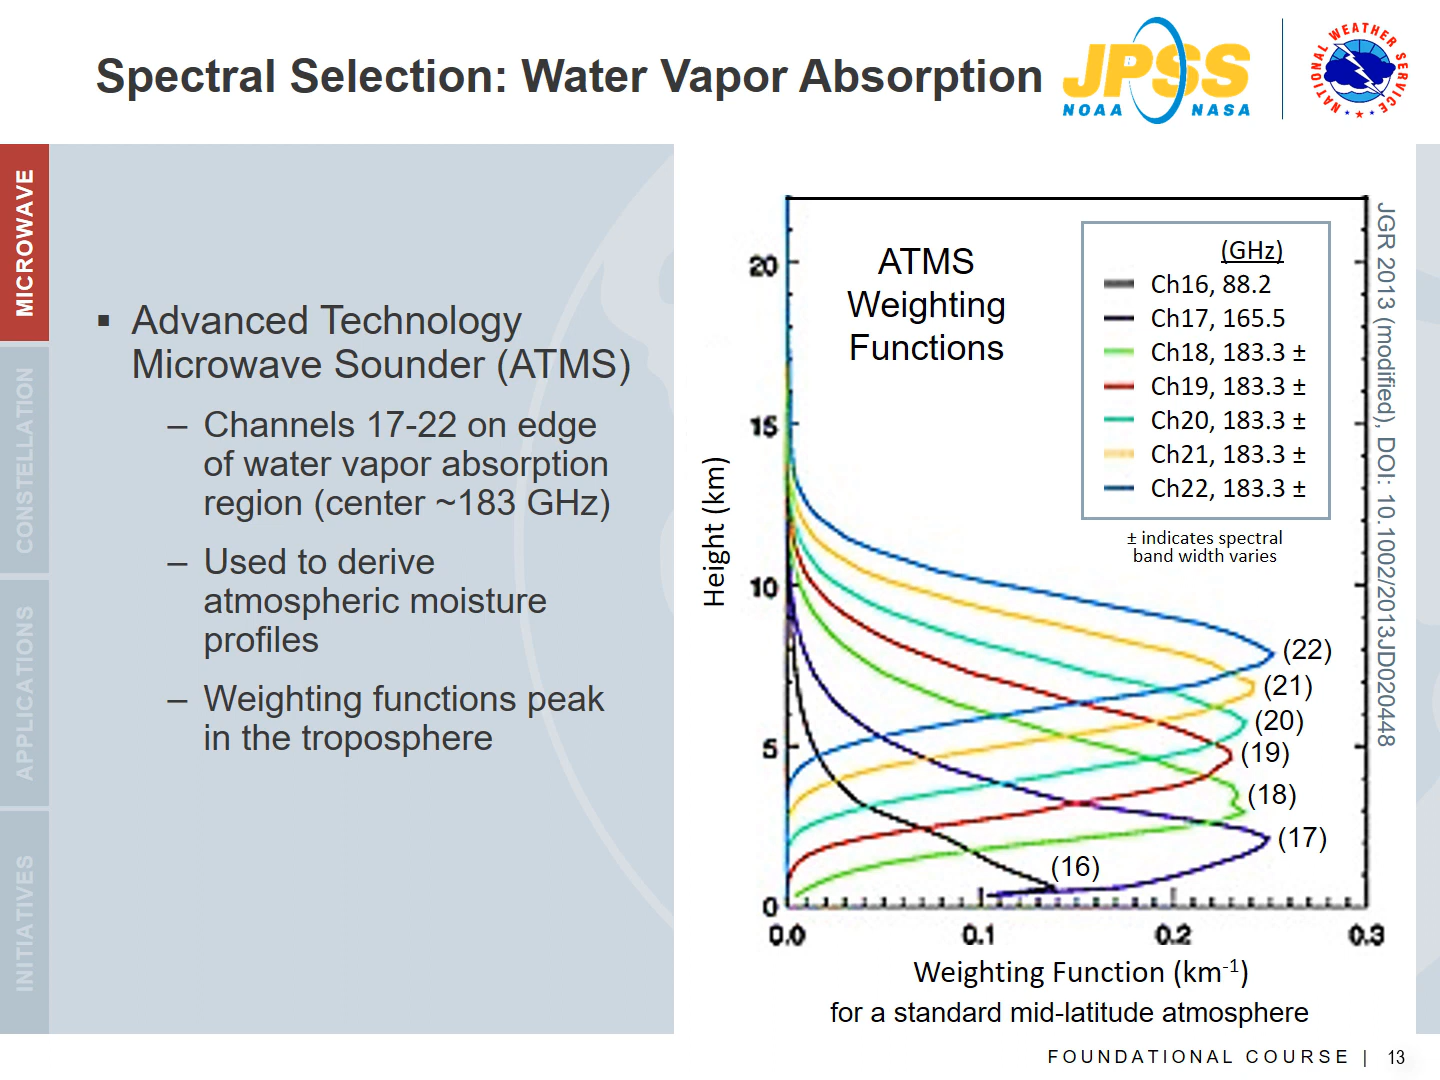 Spectral Selection: Water Vapor Absorption
JPSS
NOAA NASA
NATIONAL WEATHER SERVICE
MICROWAVE
CONSTELLATION
APPLICATIONS
INITIATIVES
▪ Advanced Technology
Microwave Sounder (ATMS)
– Channels 17-22 on edge
of water vapor absorption
region (center ~183 GHz)
– Used to derive
atmospheric moisture
profiles
– Weighting functions peak
in the troposphere
ATMS
Weighting
Functions
(GHz)
Ch16, 88.2
Ch17, 165.5
Ch18, 183.3 ±
Ch19, 183.3 ±
Ch20, 183.3 ±
Ch21, 183.3 ±
Ch22, 183.3 ±
± indicates spectral
band width varies
Height (km)
20
15
10
5
0
(22)
(21)
(20)
(19)
(18)
(17)
(16)
0.0 0.1 0.2 0.3
Weighting Function (km-1)
for a standard mid-latitude atmosphere
JGR 2013 (modified), DOI: 10.1002/2013JD020448
FOUNDATIONAL COURSE | 13